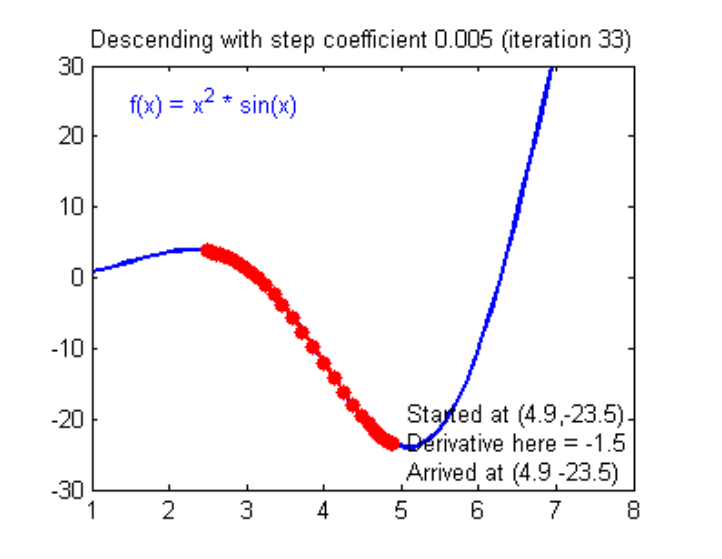 Descending with step coefficient 0.005 (iteration 33)
f(x) = x² * sin(x)
30
20
10
0
-10
-20
-30
Started at (4.9,-23.5)
Derivative here = -1.5
Arrived at (4.9 -23.5)
1 2 3 4 5 6 7 8